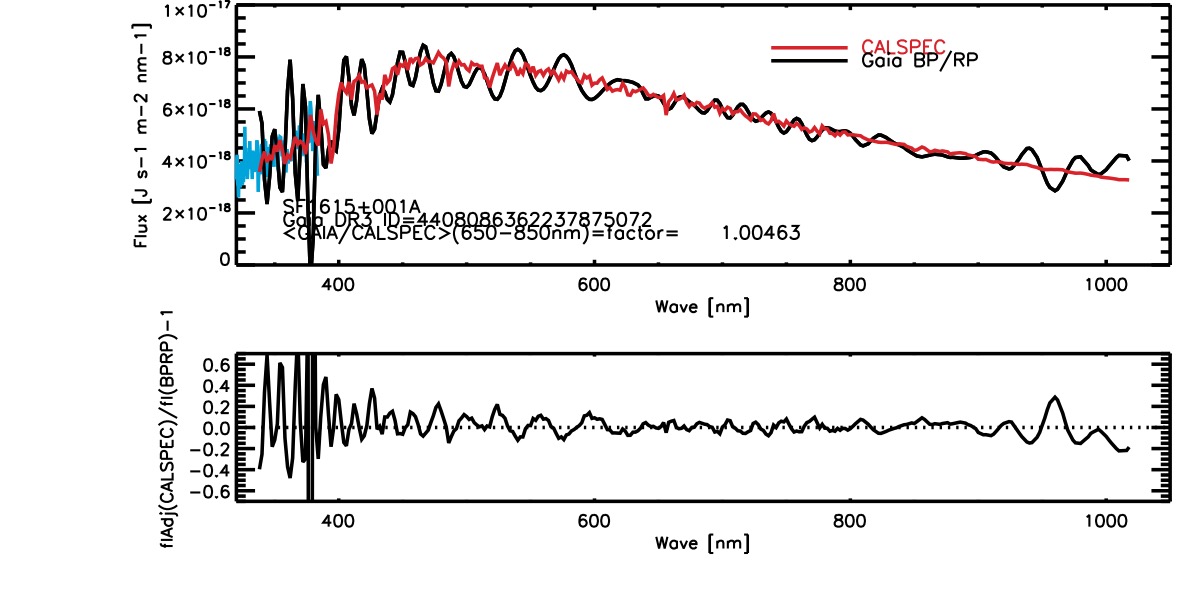 1×10−17
8×10−18
6×10−18
4×10−18
2×10−18
0
Flux [J s−1 m−2 nm−1]
CALSPEC
Gaia BP/RP
SF1615+001A
Gaia DR3 ID=4408086362237875072
<GAIA/CALSPEC>(650−850nm)=factor= 1.00463
400 600 800 1000
Wave [nm]
flAdj(CALSPEC)/fl(BPRP)−1
0.6
0.4
0.2
0.0
−0.2
−0.4
−0.6
400 600 800 1000
Wave [nm]